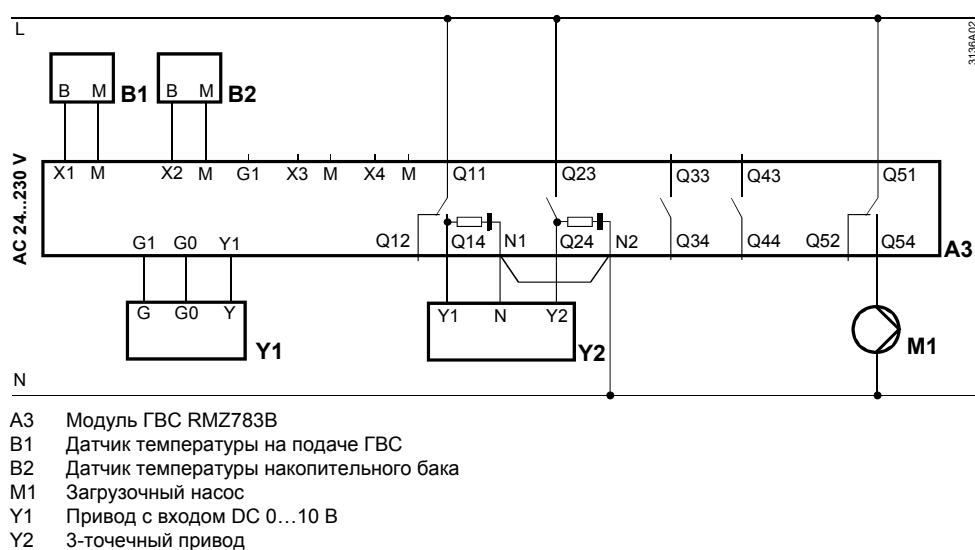 L
3136A02
B M B1 B M B2
AC 24...230 V
X1 M X2 M G1 X3 M X4 M Q11 Q23 Q33 Q43 Q51
G1 G0 Y1 Q12 Q14 N1 Q24 N2 Q34 Q44 Q52 Q54 A3
G G0 Y Y1
Y1 N Y2 Y2
M1
N
A3 Модуль ГВС RMZ783B
B1 Датчик температуры на подаче ГВС
B2 Датчик температуры накопительного бака
M1 Загрузочный насос
Y1 Привод с входом DC 0…10 В
Y2 3-точечный привод